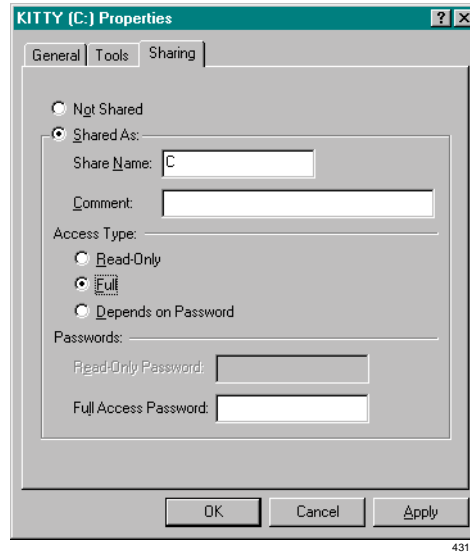 KITTY (C:) Properties
General Tools Sharing
Not Shared
Shared As:
Share Name: C
Comment:
Access Type:
Read-Only
Full
Depends on Password
Passwords:
Read-Only Password:
Full Access Password:
OK Cancel Apply
431